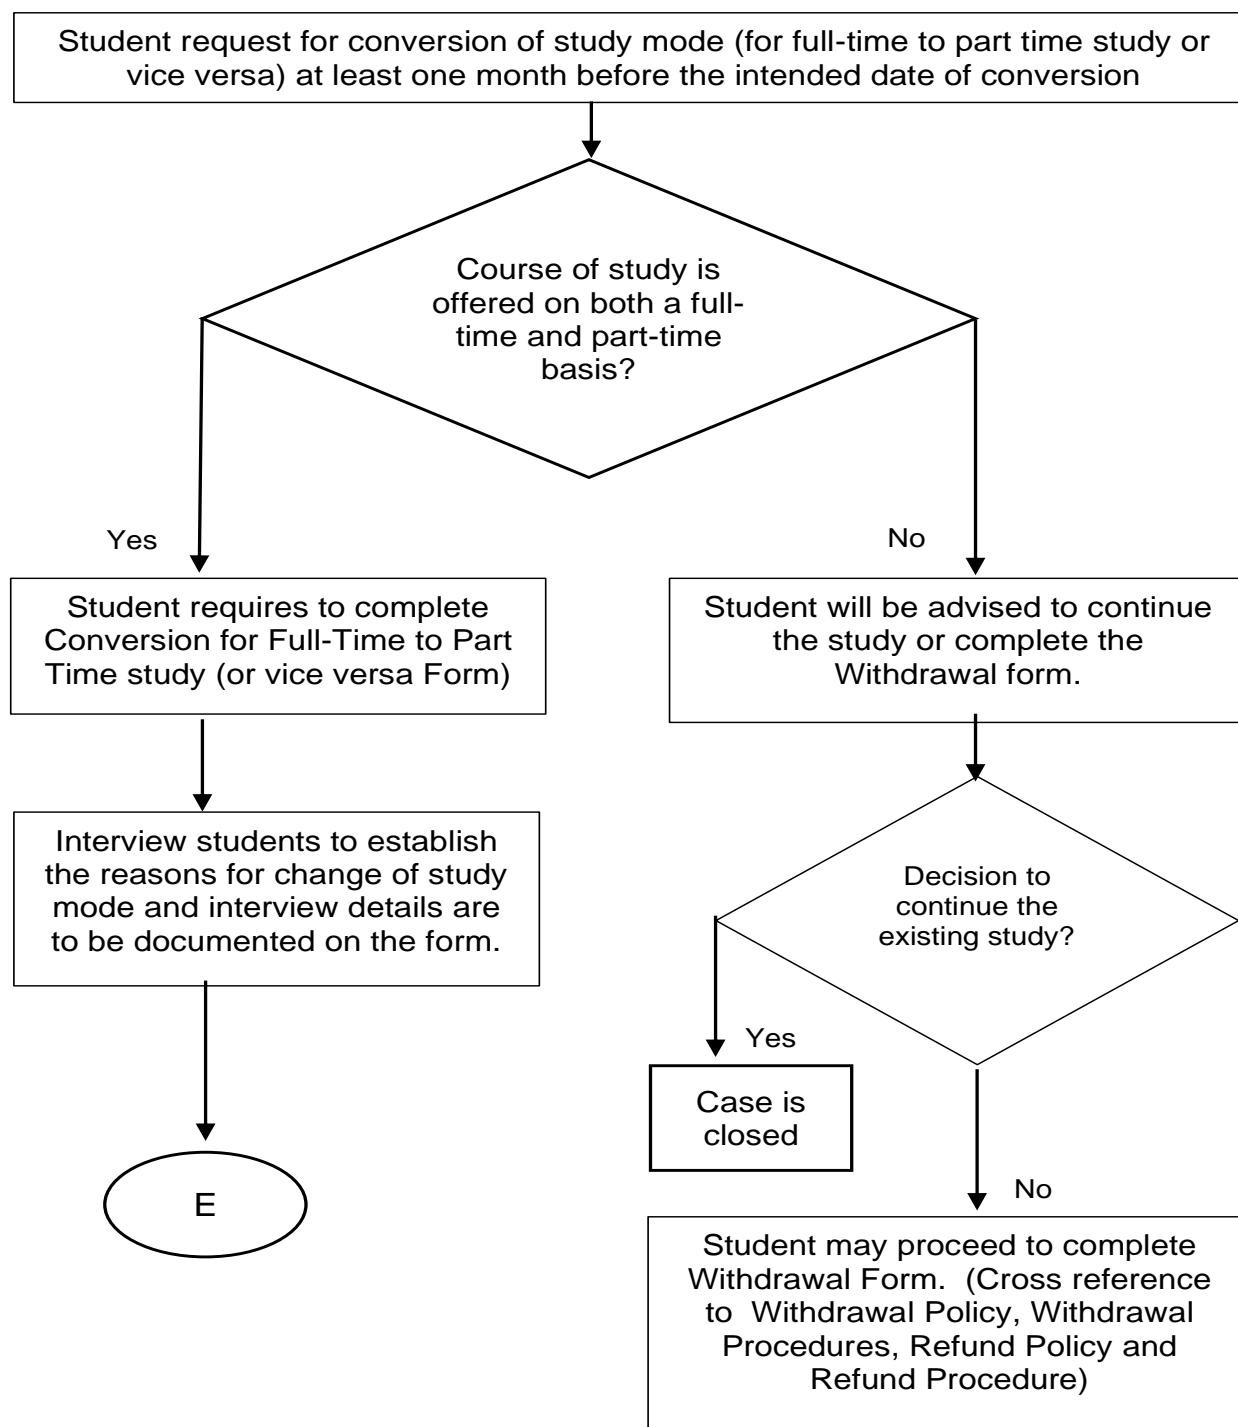 Student request for conversion of study mode (for full-time to part time study or
vice versa) at least one month before the intended date of conversion
Course of study is
offered on both a full-
time and part-time
basis?
Yes
No
Student requires to complete
Conversion for Full-Time to Part
Time study (or vice versa Form)
Student will be advised to continue
the study or complete the
Withdrawal form.
Interview students to establish
the reasons for change of study
mode and interview details are
to be documented on the form.
Decision to
continue the
existing study?
Yes
Case is
closed
E
No
Student may proceed to complete
Withdrawal Form.  (Cross reference
to  Withdrawal Policy, Withdrawal
Procedures, Refund Policy and
Refund Procedure)